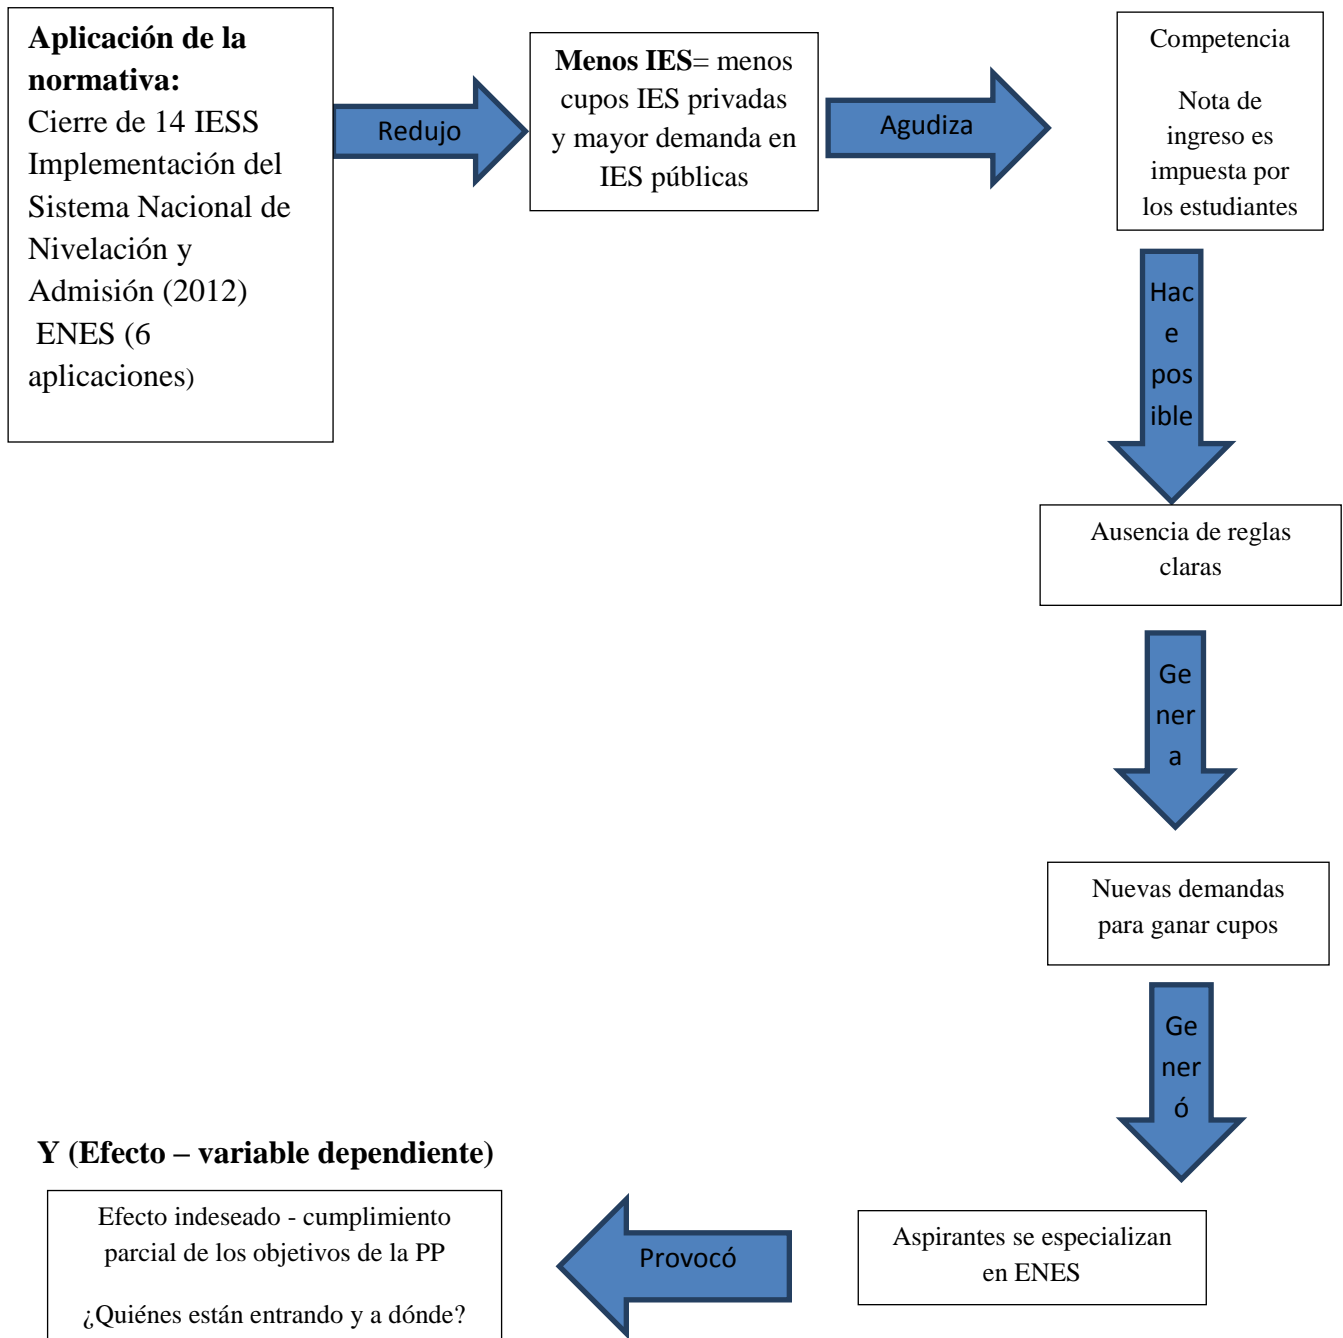 Aplicación de la
normativa:
Cierre de 14 IESS
Implementación del
Sistema Nacional de
Nivelación y
Admisión (2012)
ENES (6
aplicaciones)
Redujo
Menos IES= menos
cupos IES privadas
y mayor demanda en
IES públicas
Agudiza
Competencia
Nota de
ingreso es
impuesta por
los estudiantes
Hac
e
pos
ible
Ausencia de reglas
claras
Ge
ner
a
Nuevas demandas
para ganar cupos
Ge
ner
ó
Aspirantes se especializan
en ENES
Provocó
Y (Efecto – variable dependiente)
Efecto indeseado - cumplimiento
parcial de los objetivos de la PP
¿Quiénes están entrando y a dónde?